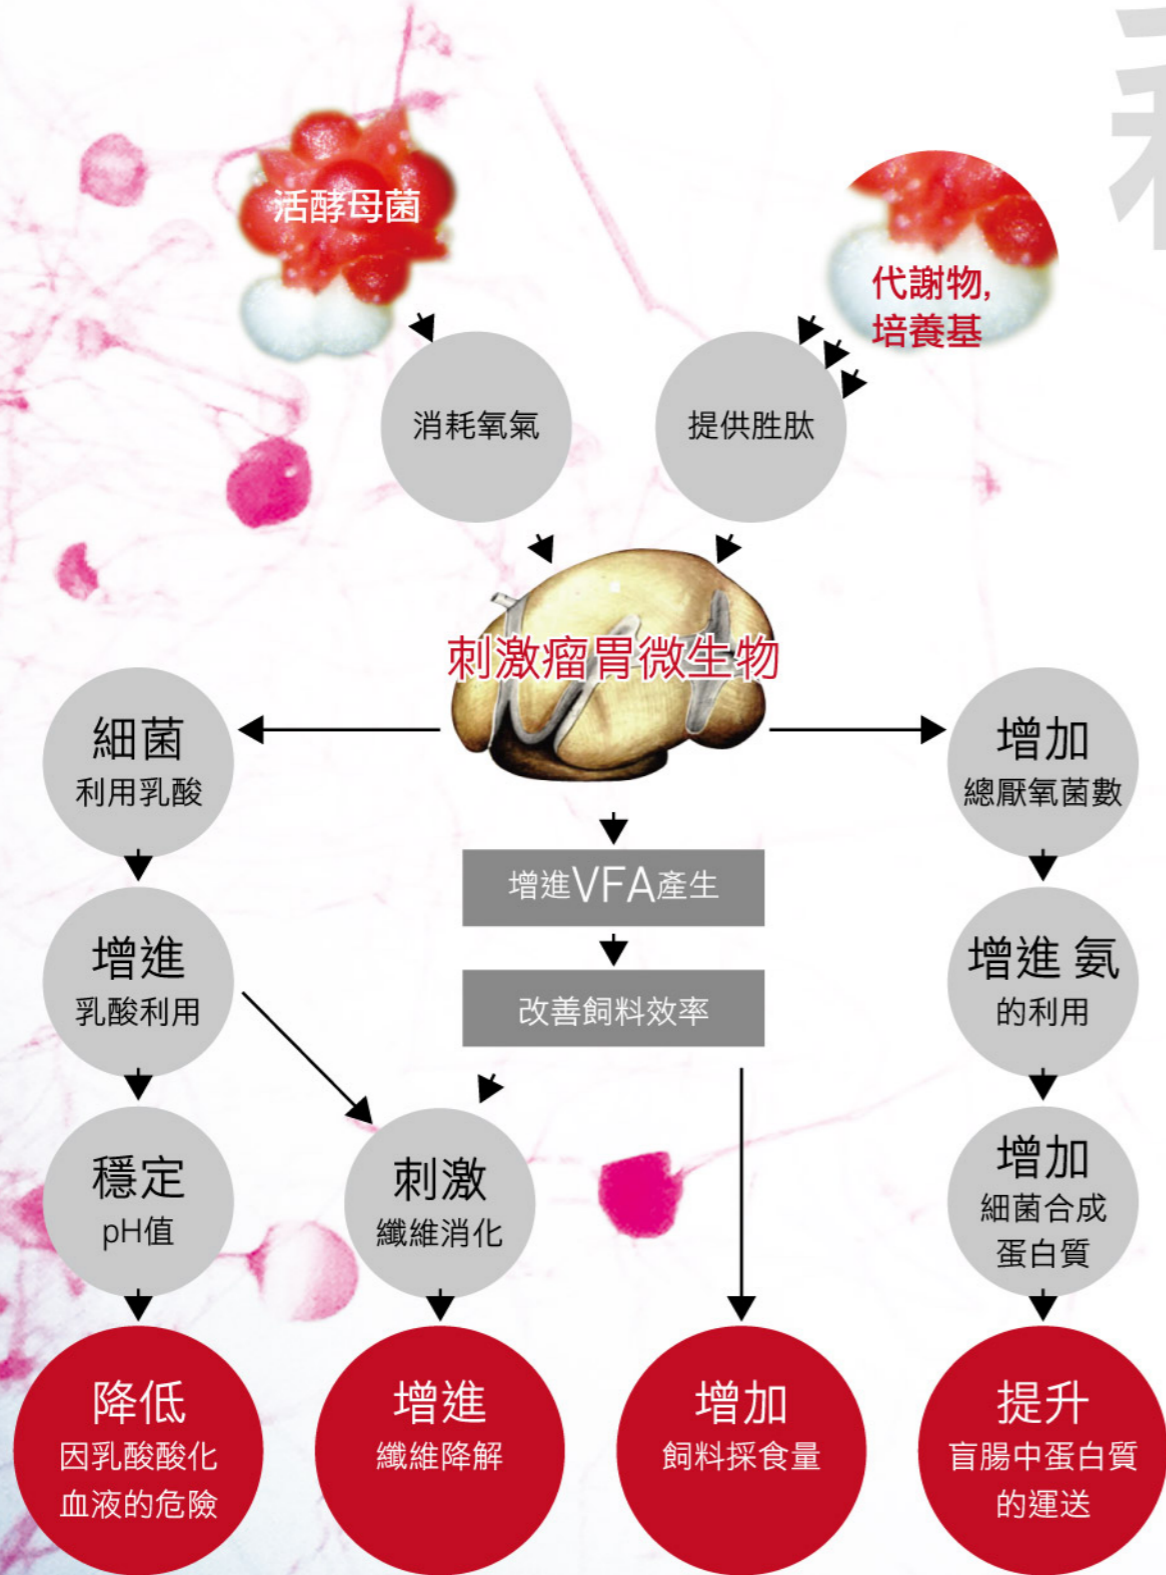 活酵母菌
代謝物,
培養基
消耗氧氣
提供胜肽
刺激瘤胃微生物
細菌
利用乳酸
增加
總厭氧菌數
增進VFA產生
增進
乳酸利用
增進 氨
的利用
改善飼料效率
穩定
pH值
刺激
纖維消化
增加
細菌合成
蛋白質
降低
因乳酸酸化
血液的危險
增進
纖維降解
增加
飼料採食量
提升
盲腸中蛋白質
的運送